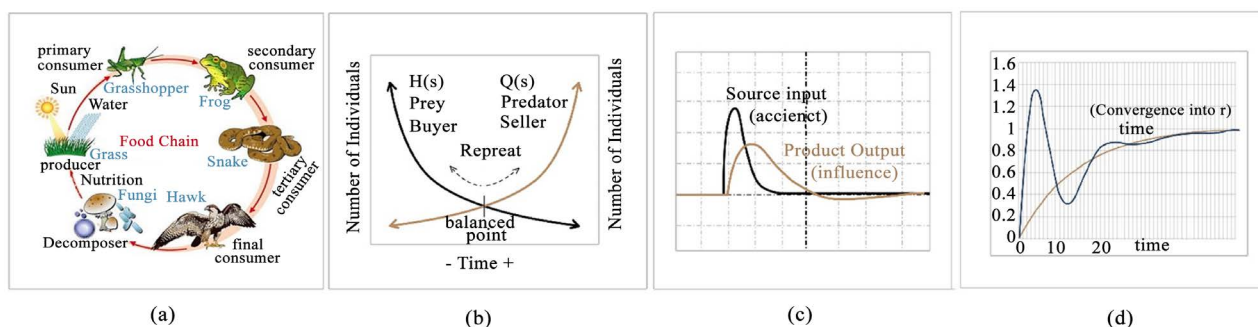 primary
consumer
secondary
consumer
Sun
Grasshopper
Water
Frog
Food Chain
Grass
producer
Snake
tertiary
consumer
Nutrition
Fungi
Hawk
Decomposer
final
consumer
(a)
Number of Individuals
H(s)
Prey
Buyer
Q(s)
Predator
Seller
Repreat
balanced
point
- Time +
Number of Individuals
(b)
Source input
(accienct)
Product Output
(influence)
(c)
1.6
1.4
1.2
1
0.8
0.6
0.4
0.2
0
(Convergence into r)
time
0
10
20
time
(d)